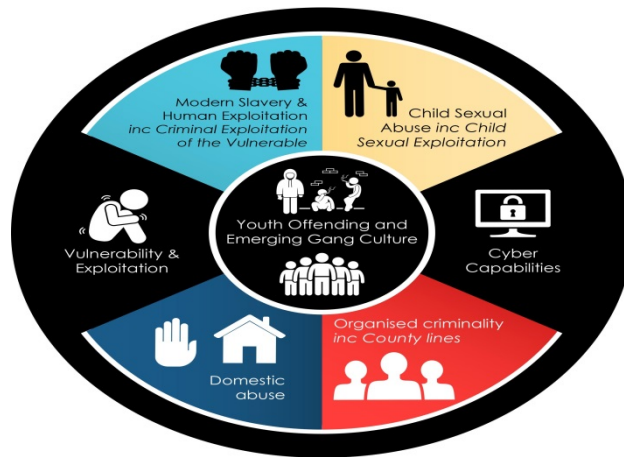 Modern Slavery &
Human Exploitation
inc Criminal Exploitation
of the Vulnerable
Child Sexual
Abuse inc Child
Sexual Exploitation
Vulnerability &
Exploitation
Youth Offending and
Emerging Gang Culture
Cyber
Capabilities
Domestic
abuse
Organised criminality
inc County lines